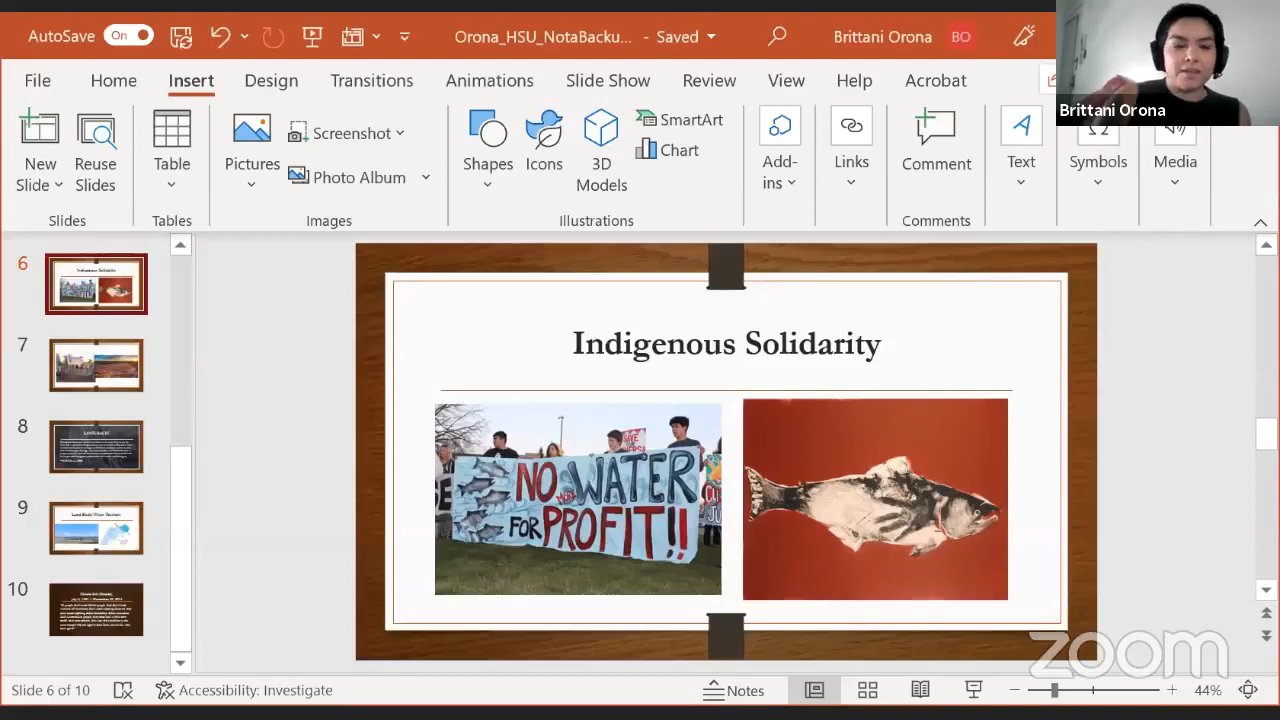 AutoSave On
Orona_HSU_NotaBacku... - Saved
Brittani Orona BO
Brittani Orona
File Home Insert Design Transitions Animations Slide Show Review View Help Acrobat
New Slide
Reuse Slides
Table
Pictures
Screenshot
Photo Album
Shapes
Icons
3D Models
SmartArt
Chart
Add-ins
Links
Comment
Text
Symbols
Media
Slides Tables Images Illustrations Comments
6
Indigenous Solidarity
7
8
9
10
Indigenous Solidarity
NO WATER
FOR PROFIT!!
zoom
Slide 6 of 10 Accessibility: Investigate Notes 44%